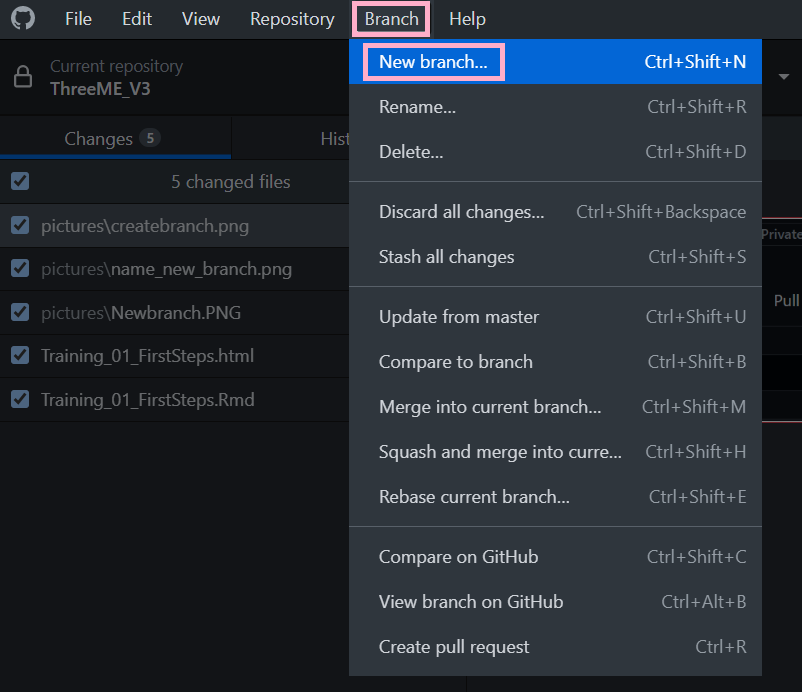 File Edit View Repository Branch Help
Current repository
ThreeME_V3
Changes 5 Hist
5 changed files
pictures\createbranch.png
pictures\name_new_branch.png
pictures\Newbranch.PNG
Training_01_FirstSteps.html
Training_01_FirstSteps.Rmd
New branch... Ctrl+Shift+N
Rename... Ctrl+Shift+R
Delete... Ctrl+Shift+D
Discard all changes... Ctrl+Shift+Backspace
Stash all changes Ctrl+Shift+S
Update from master Ctrl+Shift+U
Compare to branch Ctrl+Shift+B
Merge into current branch... Ctrl+Shift+M
Squash and merge into curre... Ctrl+Shift+H
Rebase current branch... Ctrl+Shift+E
Compare on GitHub Ctrl+Shift+C
View branch on GitHub Ctrl+Alt+B
Create pull request Ctrl+R
Private
Pull